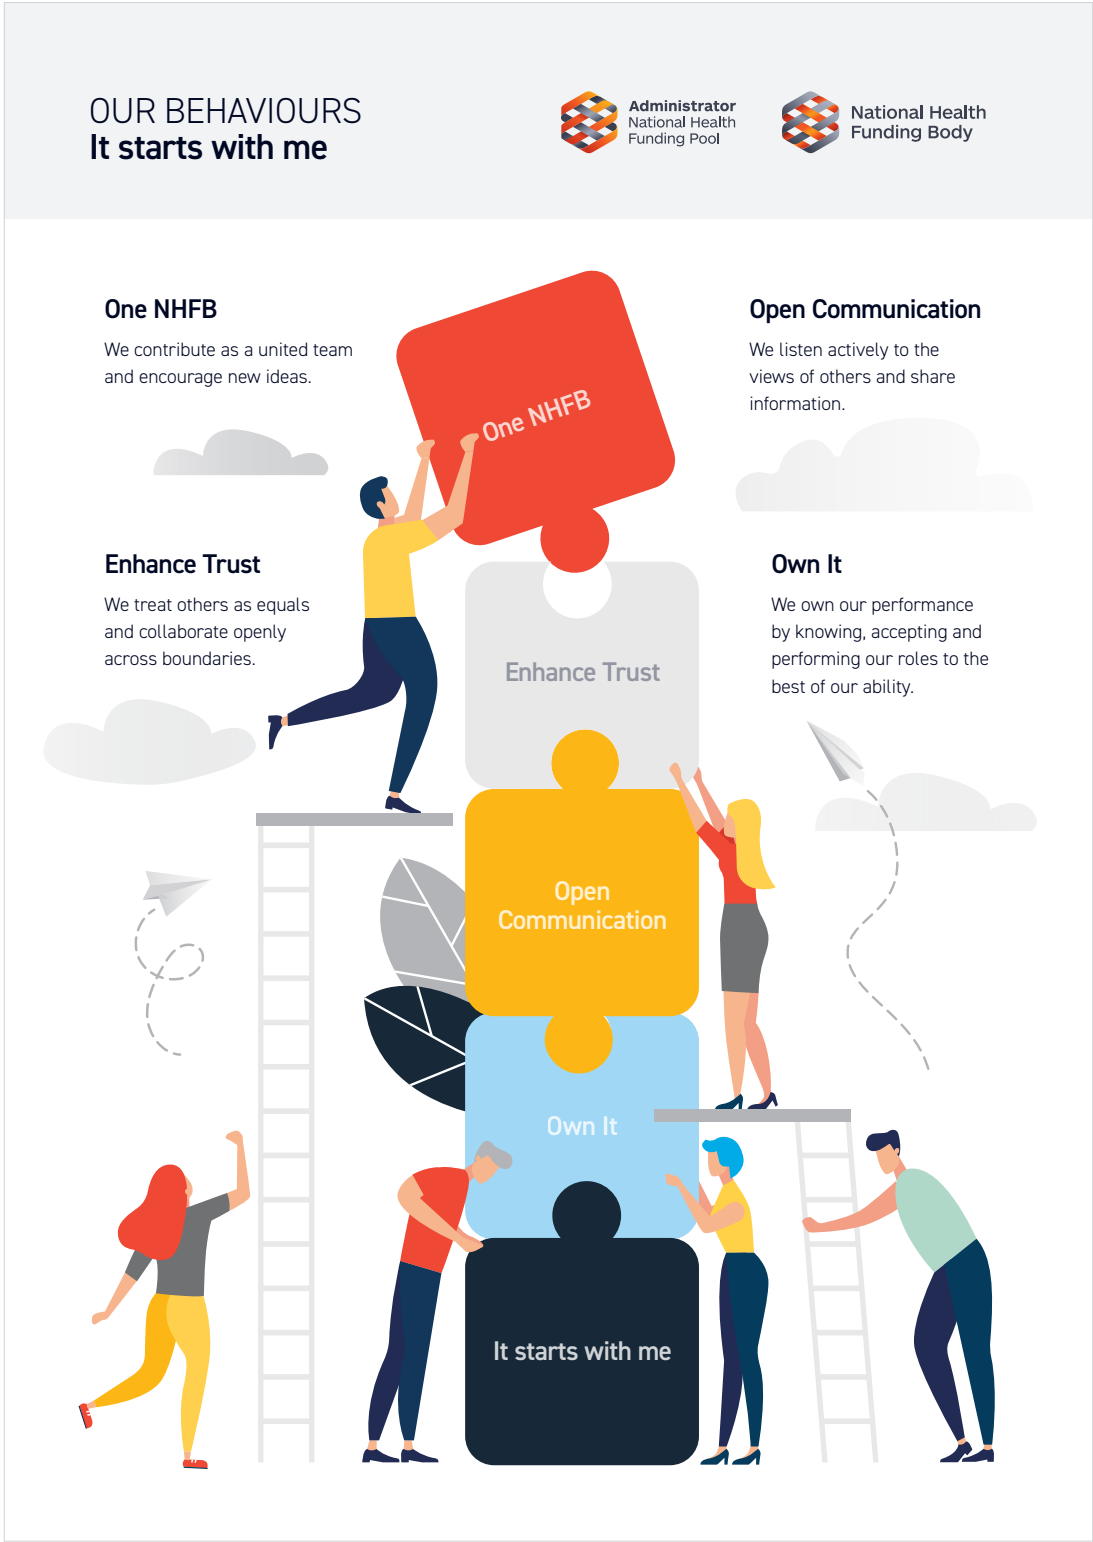 OUR BEHAVIOURS
It starts with me
Administrator
National Health
Funding Pool
National Health
Funding Body
One NHFB
We contribute as a united team
and encourage new ideas.
Open Communication
We listen actively to the
views of others and share
information.
One NHFB
Enhance Trust
We treat others as equals
and collaborate openly
across boundaries.
Own It
We own our performance
by knowing, accepting and
performing our roles to the
best of our ability.
Enhance Trust
Open
Communication
Own It
It starts with me